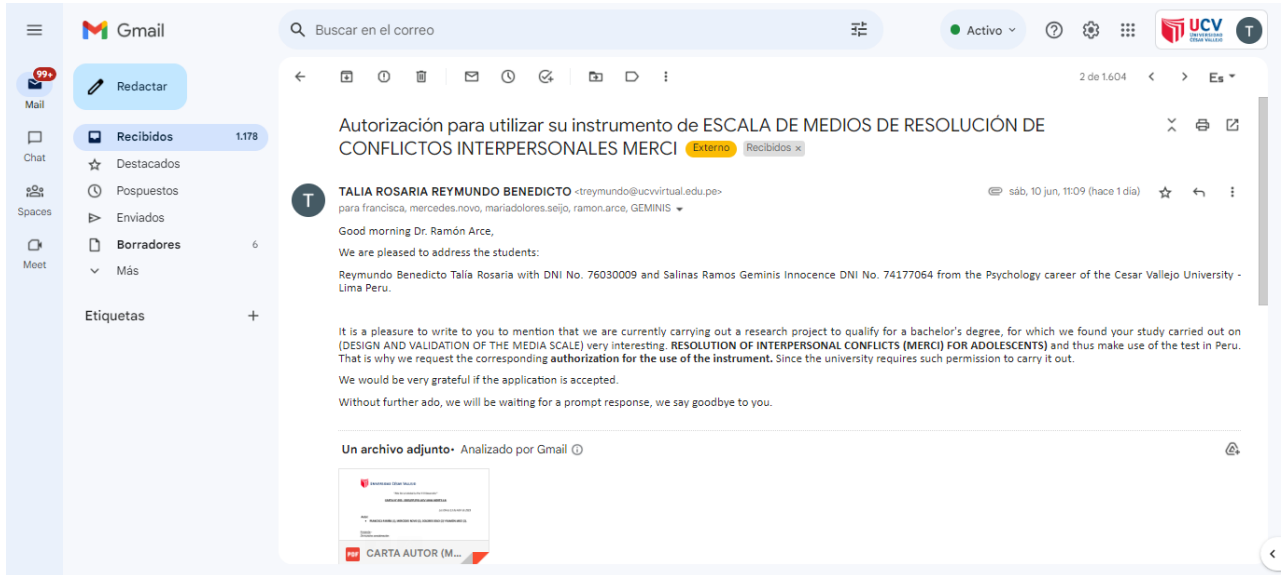 Gmail
Buscar en el correo
Activo
UCV
UNIVERSIDAD
CÉSAR VALLEJO
T
99+
Mail
Chat
Spaces
Meet
Redactar
Recibidos 1.178
Destacados
Pospuestos
Enviados
Borradores 6
Más
Etiquetas
2 de 1.604
Es
Autorización para utilizar su instrumento de ESCALA DE MEDIOS DE RESOLUCIÓN DE
CONFLICTOS INTERPERSONALES MERCI Externo Recibidos ×
T
TALIA ROSARIA REYMUNDO BENEDICTO <treymundo@ucvvirtual.edu.pe> sáb, 10 jun, 11:09 (hace 1 día)
para francisca, mercedes.novo, mariadolores.seijo, ramon.arce, GEMINIS
Good morning Dr. Ramón Arce,
We are pleased to address the students:
Reymundo Benedicto Talía Rosaria with DNI No. 76030009 and Salinas Ramos Geminis Innocence DNI No. 74177064 from the Psychology career of the Cesar Vallejo University -
Lima Peru.
It is a pleasure to write to you to mention that we are currently carrying out a research project to qualify for a bachelor's degree, for which we found your study carried out on
(DESIGN AND VALIDATION OF THE MEDIA SCALE) very interesting. RESOLUTION OF INTERPERSONAL CONFLICTS (MERCI) FOR ADOLESCENTS) and thus make use of the test in Peru.
That is why we request the corresponding authorization for the use of the instrument. Since the university requires such permission to carry it out.
We would be very grateful if the application is accepted.
Without further ado, we will be waiting for a prompt response, we say goodbye to you.
Un archivo adjunto• Analizado por Gmail
UNIVERSIDAD CÉSAR VALLEJO
PDF CARTA AUTOR (M...